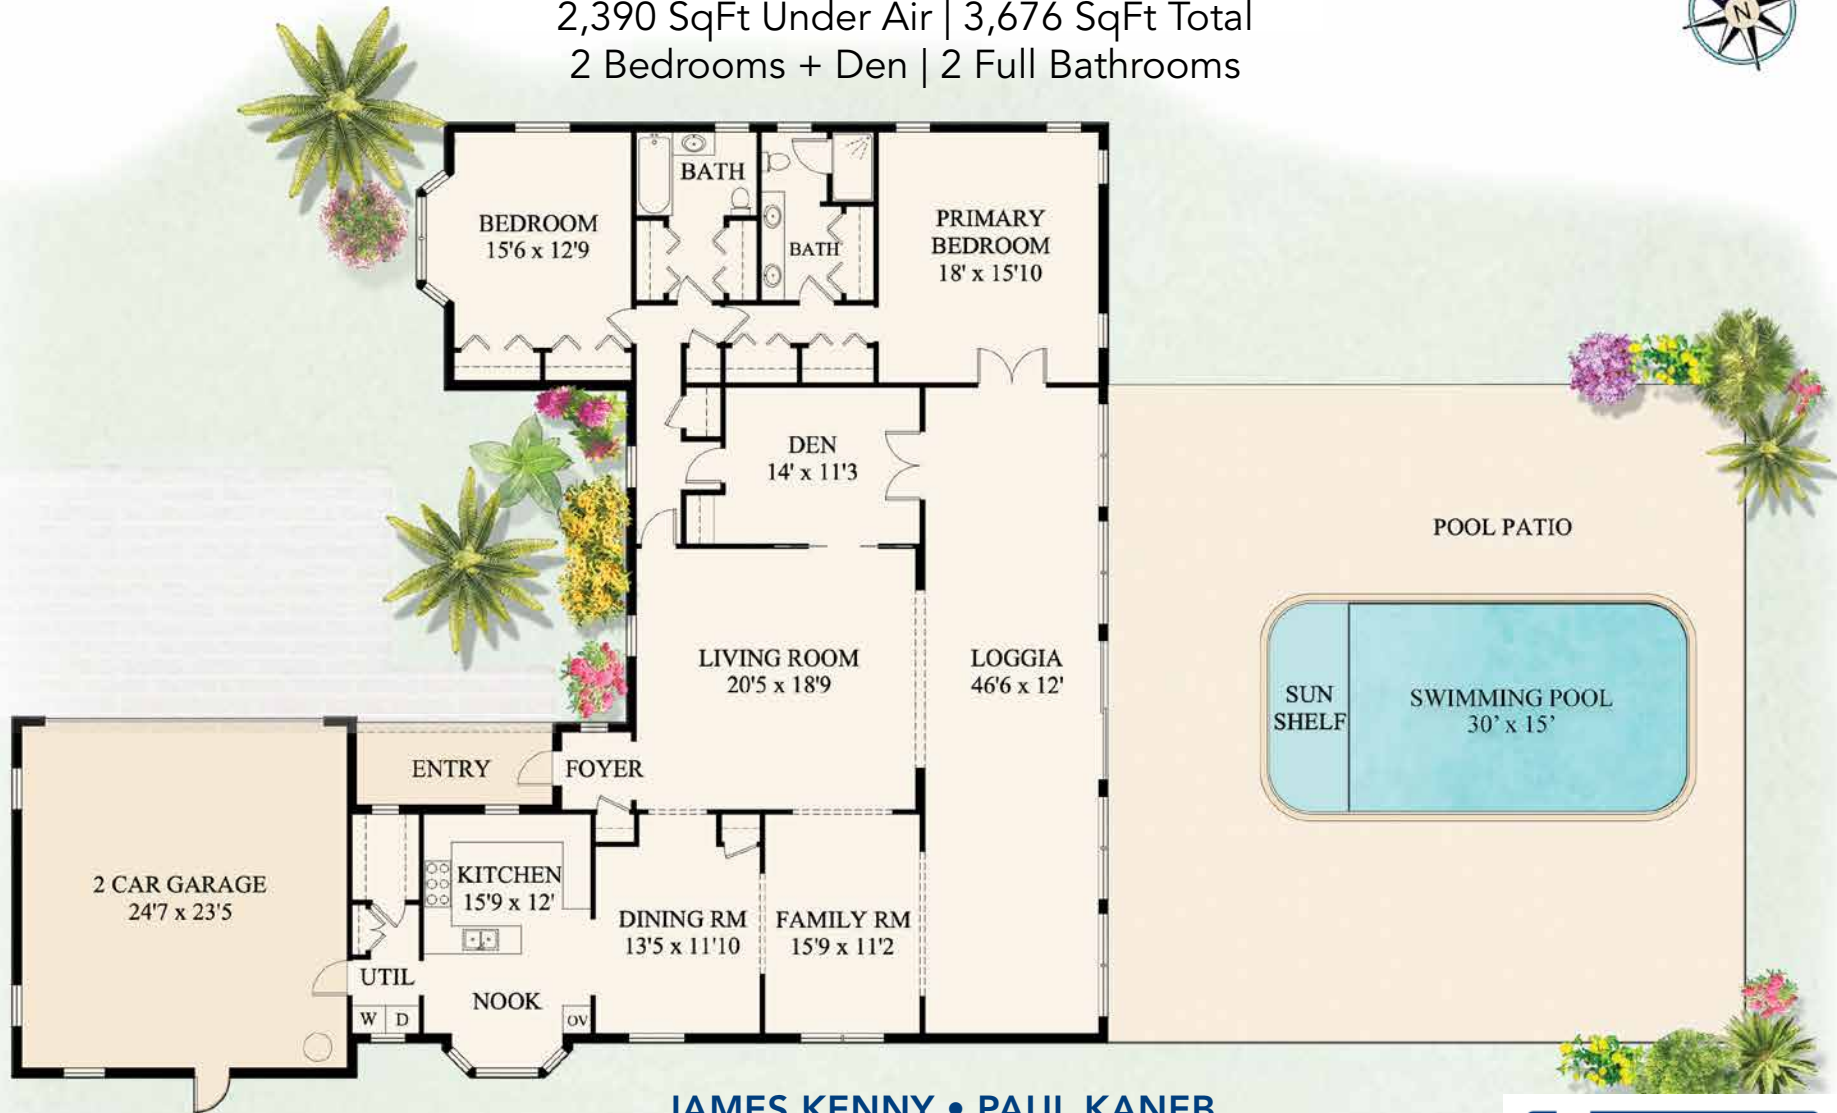 2,390 SqFt Under Air | 3,676 SqFt Total
2 Bedrooms + Den | 2 Full Bathrooms
N
BATH
BEDROOM
15'6 x 12'9
BATH
PRIMARY
BEDROOM
18' x 15'10
DEN
14' x 11'3
POOL PATIO
LIVING ROOM
20'5 x 18'9
LOGGIA
46'6 x 12'
SUN
SHELF
SWIMMING POOL
30' x 15'
ENTRY
FOYER
2 CAR GARAGE
24'7 x 23'5
KITCHEN
15'9 x 12'
DINING RM
13'5 x 11'10
FAMILY RM
15'9 x 11'2
UTIL
NOOK
W D
OV
JAMES KENNY • PAUL KANEB